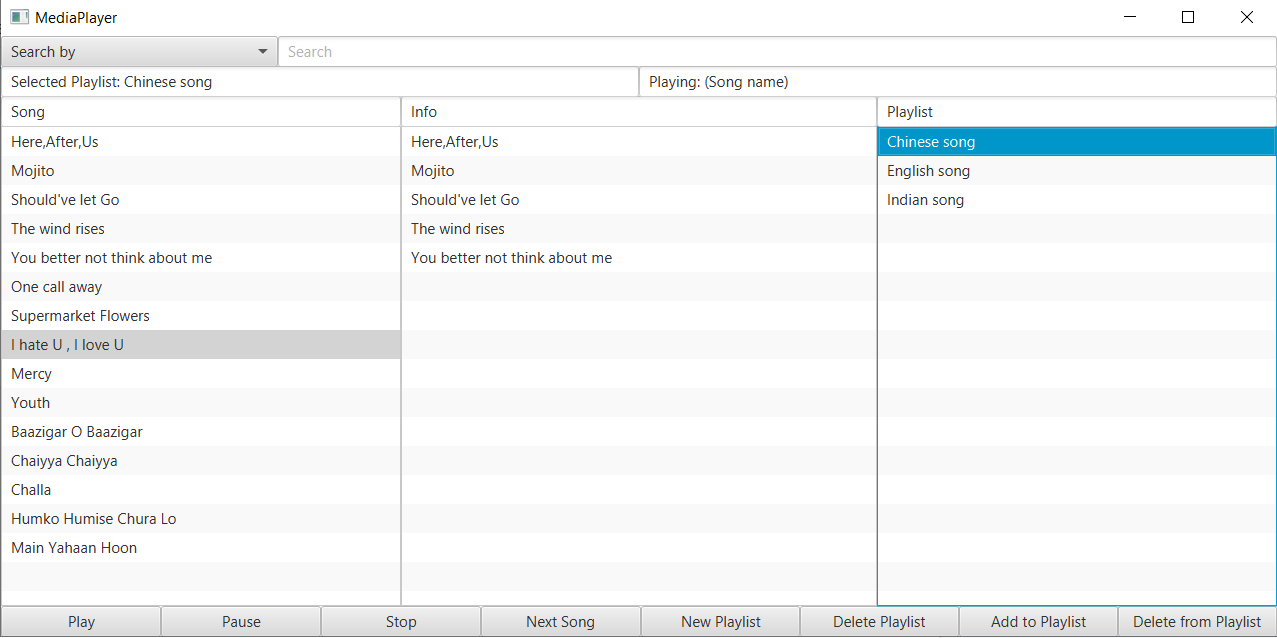 MediaPlayer
Search by Search
Selected Playlist: Chinese song Playing: (Song name)
Song Info Playlist
Here,After,Us Here,After,Us Chinese song
Mojito Mojito English song
Should've let Go Should've let Go Indian song
The wind rises The wind rises
You better not think about me You better not think about me
One call away
Supermarket Flowers
I hate U , I love U
Mercy
Youth
Baazigar O Baazigar
Chaiyya Chaiyya
Challa
Humko Humise Chura Lo
Main Yahaan Hoon
Play Pause Stop Next Song New Playlist Delete Playlist Add to Playlist Delete from Playlist